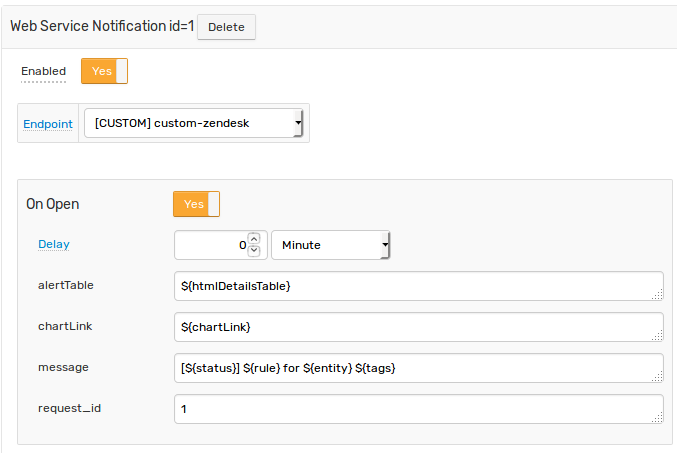 Web Service Notification id=1 Delete
Enabled Yes
Endpoint [CUSTOM] custom-zendesk
On Open Yes
Delay 0 Minute
alertTable ${htmlDetailsTable}
chartLink ${chartLink}
message [${status}] ${rule} for ${entity} ${tags}
request_id 1